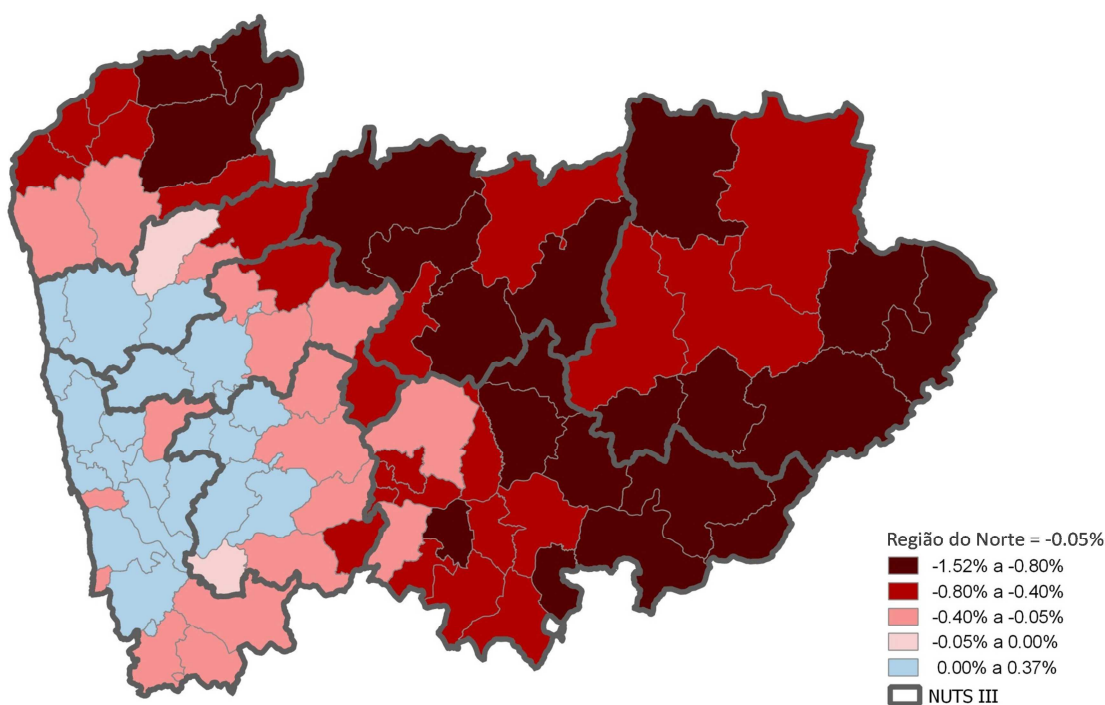 Região do Norte = -0.05%
-1.52% a -0.80%
-0.80% a -0.40%
-0.40% a -0.05%
-0.05% a 0.00%
0.00% a 0.37%
NUTS III